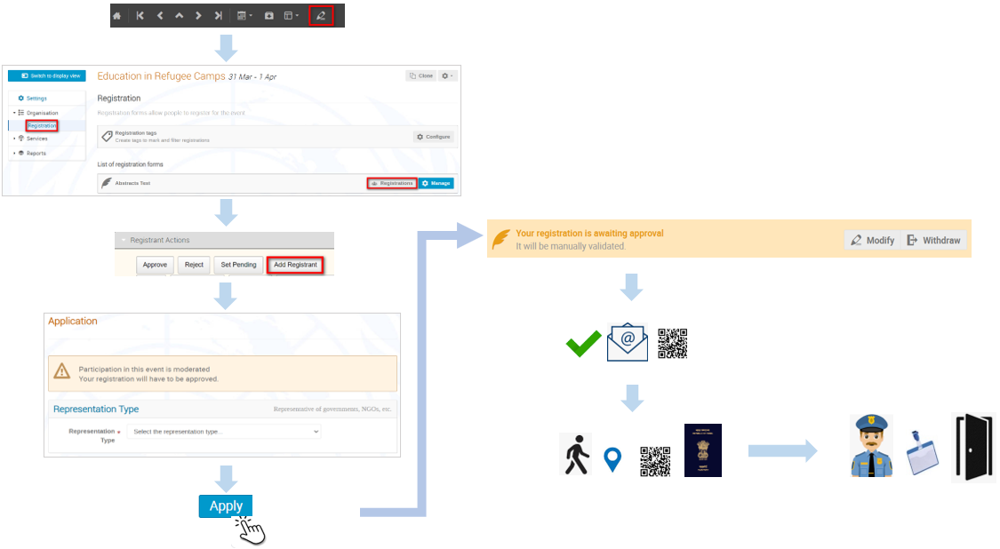 Switch to display view
Education in Refugee Camps 31 Mar - 1 Apr
Close
Settings
Organisation
Registration
Services
Reports
Registration
Registration forms allow people to register for the event
Registration tags
Create tags to mark and filter registrations
Configure
List of registration forms
Abstracts Test
Registrations
Manage
Registrant Actions
Approve
Reject
Set Pending
Add Registrant
Application
Participation in this event is moderated
Your registration will have to be approved.
Representation Type
Representative of governments, NGOs, etc.
Representation *
Type
Select the representation type...
Apply
Your registration is awaiting approval
It will be manually validated.
Modify
Withdraw
@